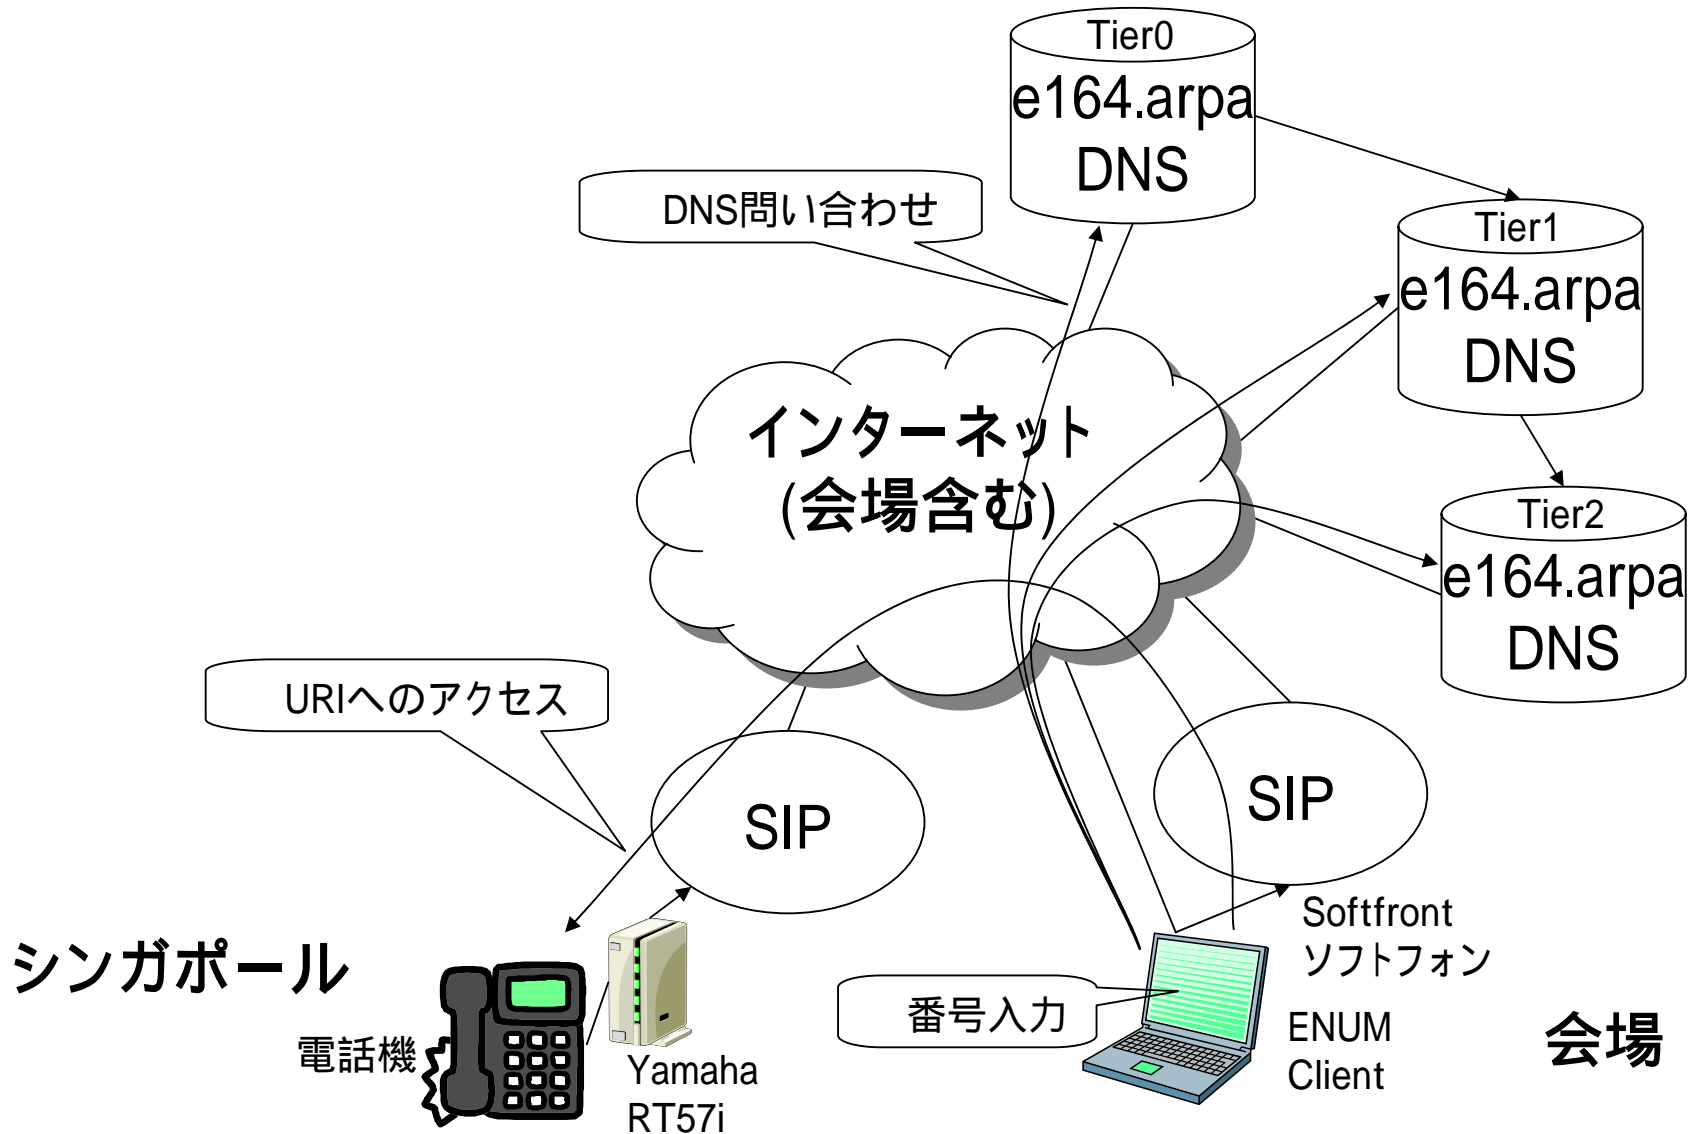 Tier0
e164.arpa
DNS
DNS問い合わせ
Tier1
e164.arpa
DNS
インターネット
(会場含む)
Tier2
e164.arpa
DNS
URIへのアクセス
SIP
SIP
Softfront
ソフトフォン
シンガポール
番号入力
ENUM
Client
会場
電話機
Yamaha
RT57i